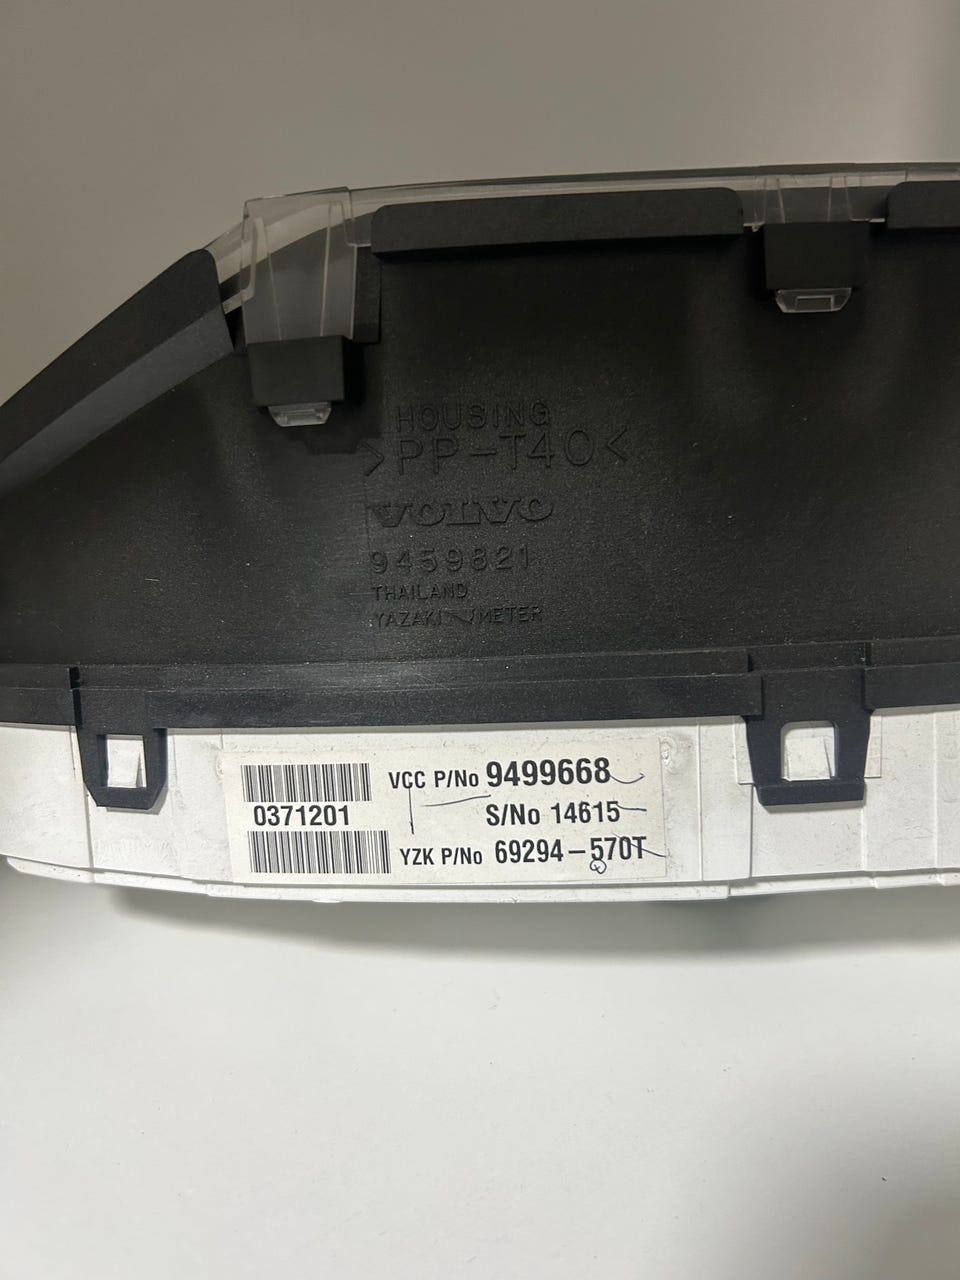 HOUSING
>PP-T40<
VOLVO
9459821
THAILAND
YAZAKI METER
VCC P/No 9499668
0371201
S/No 14615
YZK P/No 69294-570T